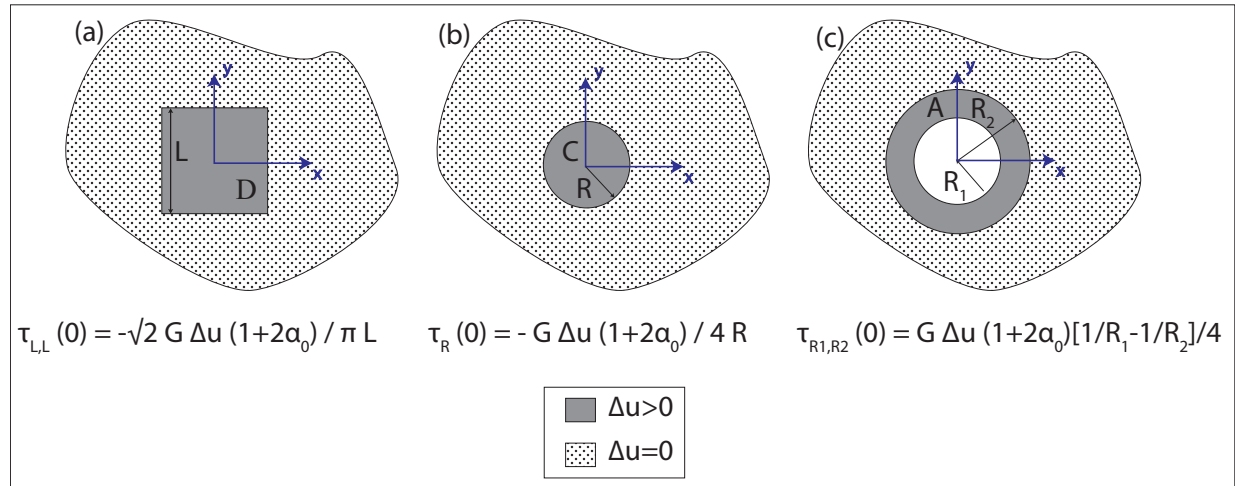 (a)
y
L
x
D
(b)
y
C
x
R
(c)
y
A R₂
x
R₁
τL,L (0) = -√2 G Δu (1+2α₀) / π L
τR (0) = - G Δu (1+2α₀) / 4 R
τR1,R2 (0) = G Δu (1+2α₀)[1/R₁-1/R₂]/4
Δu>0
Δu=0